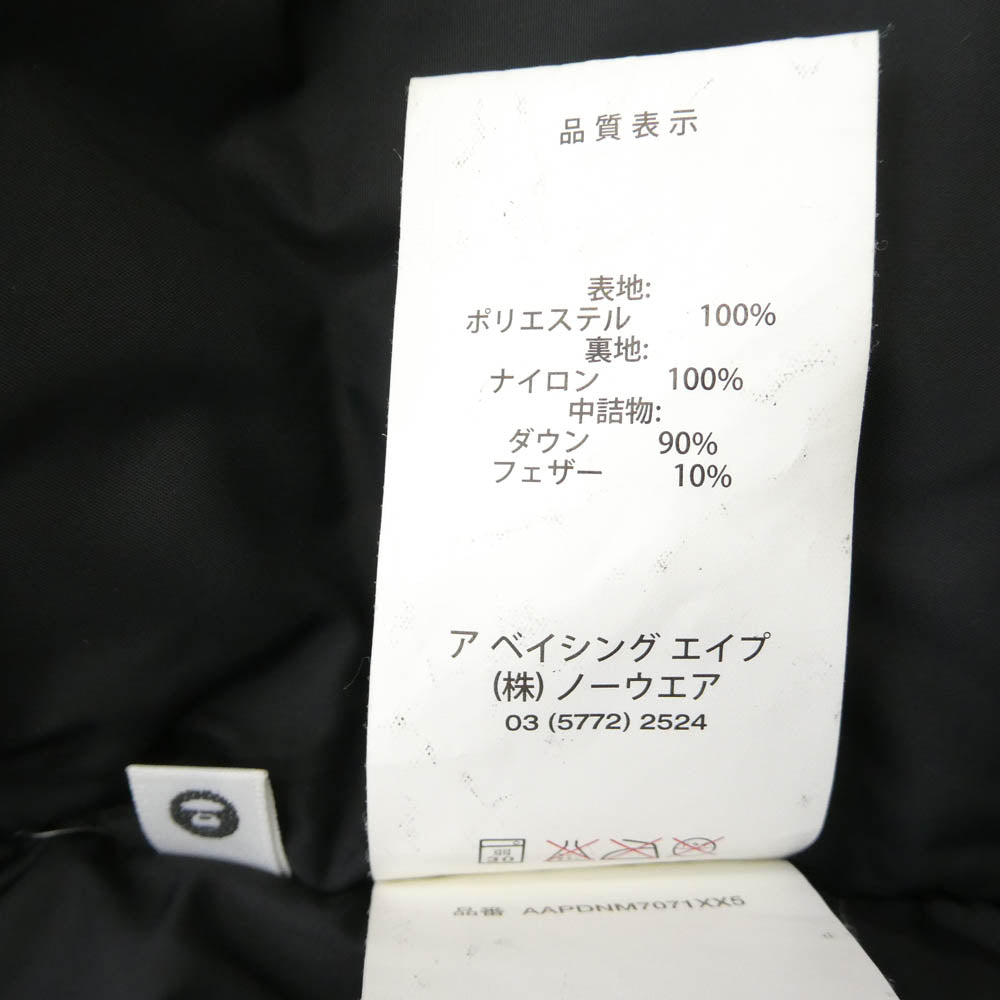 品質表示
表地:
ポリエステル 100%
裏地:
ナイロン 100%
中詰物:
ダウン 90%
フェザー 10%
ア ベイシング エイプ
(株) ノーウエア
03 (5772) 2524
弱
30
品番 AAPDNM7071XX5